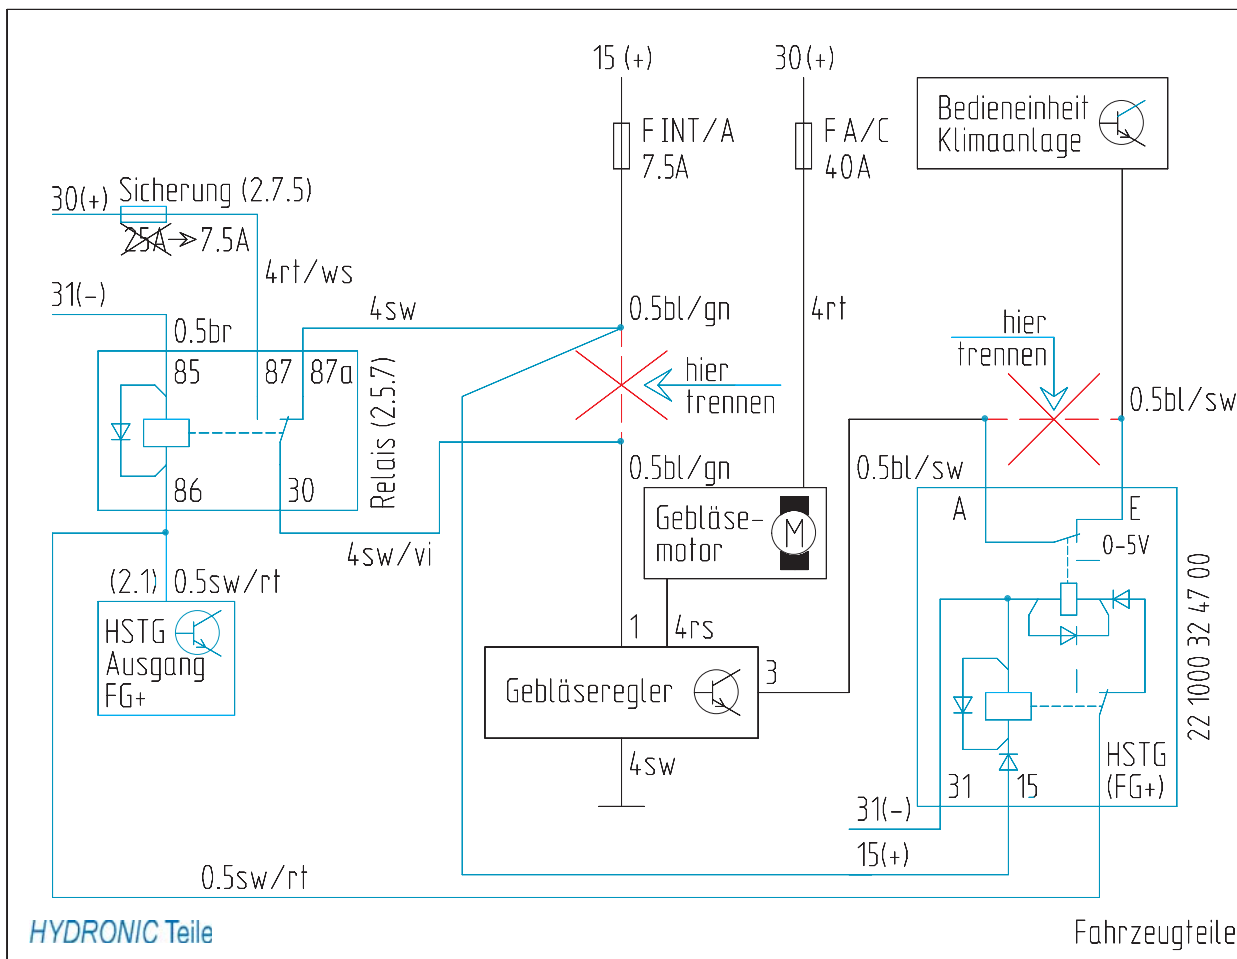 15 (+)
30 (+)
F INT/A
7.5A
F A/C
40A
Bedieneinheit
Klimaanlage
30(+)
Sicherung (2.7.5)
25A → 7.5A
4rt/ws
31(-)
0.5br
4sw
0.5bl/gn
4rt
hier
trennen
85
87
87a
Relais (2.5.7)
hier
trennen
0.5bl/sw
86
30
0.5bl/gn
0.5bl/sw
4sw/vi
Gebläse-
motor
M
A
E
0-5V
(2.1)
0.5sw/rt
HSTG
Ausgang
FG+
1
4rs
3
Gebläseregler
22 1000 32 47 00
4sw
31
15
HSTG
(FG+)
31(-)
15(+)
0.5sw/rt
HYDRONIC Teile
Fahrzeugteile